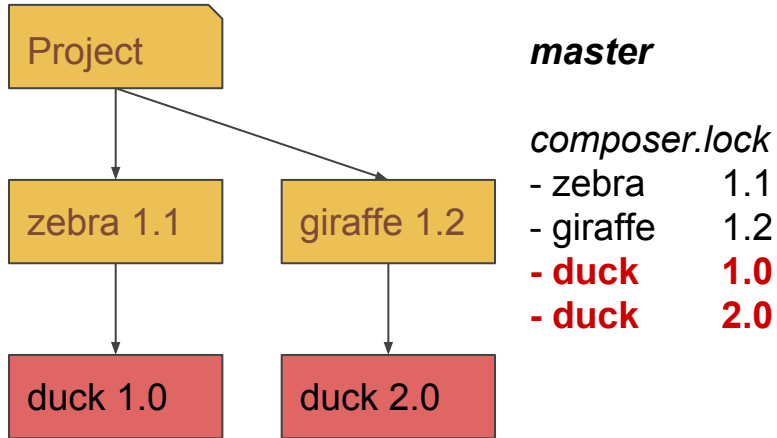 Project
zebra 1.1
giraffe 1.2
duck 1.0
duck 2.0
master
composer.lock
- zebra 1.1
- giraffe 1.2
- duck 1.0
- duck 2.0